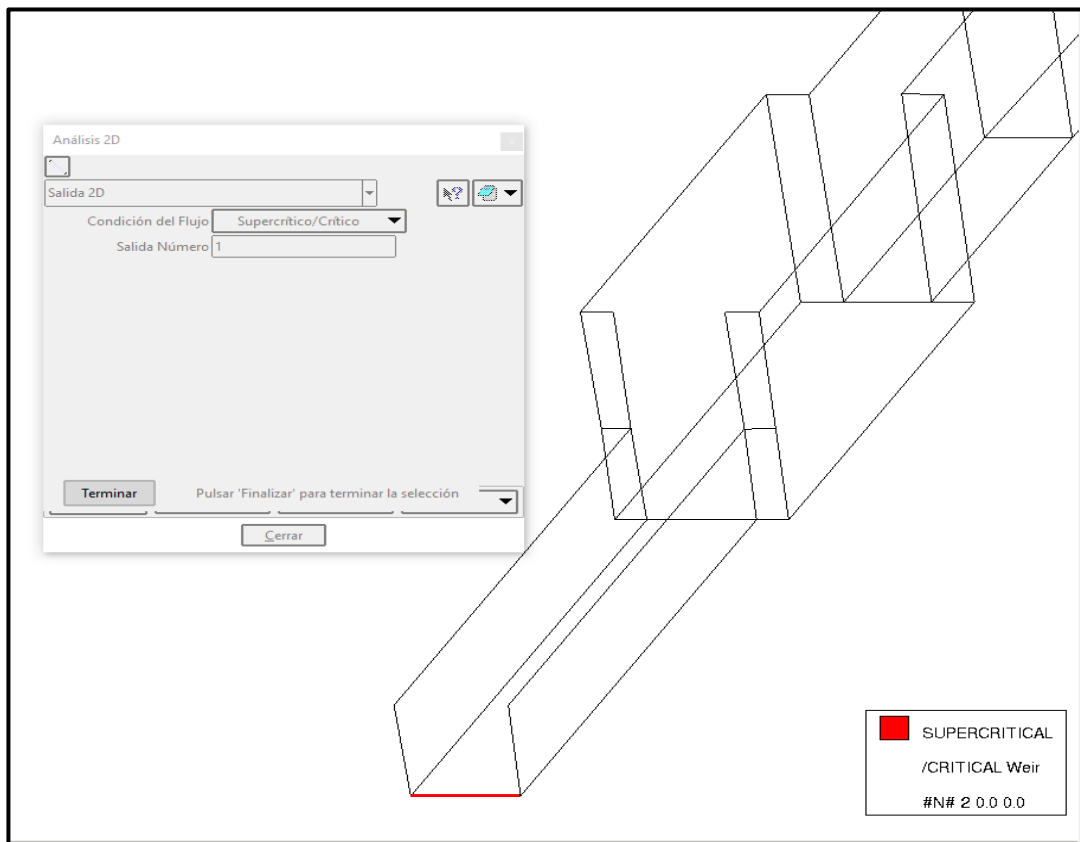 Análisis 2D
Salida 2D
Condición del Flujo Supercrítico/Crítico
Salida Número 1
Terminar Pulsar 'Finalizar' para terminar la selección
Cerrar
SUPERCRITICAL
/CRITICAL Weir
#N# 2 0.0 0.0